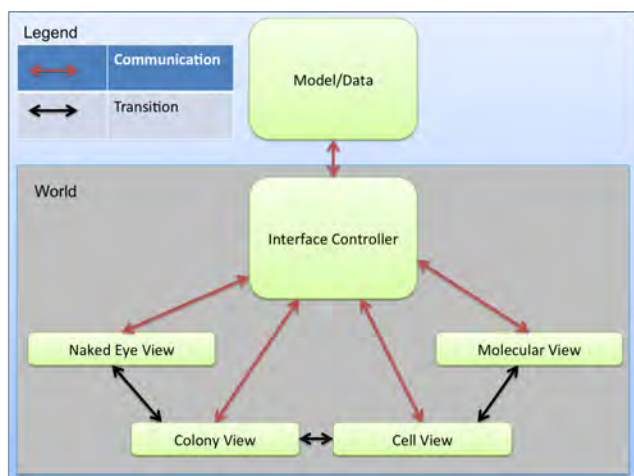 Legend
Communication
Transition
Model/Data
World
Interface Controller
Naked Eye View
Molecular View
Colony View
Cell View